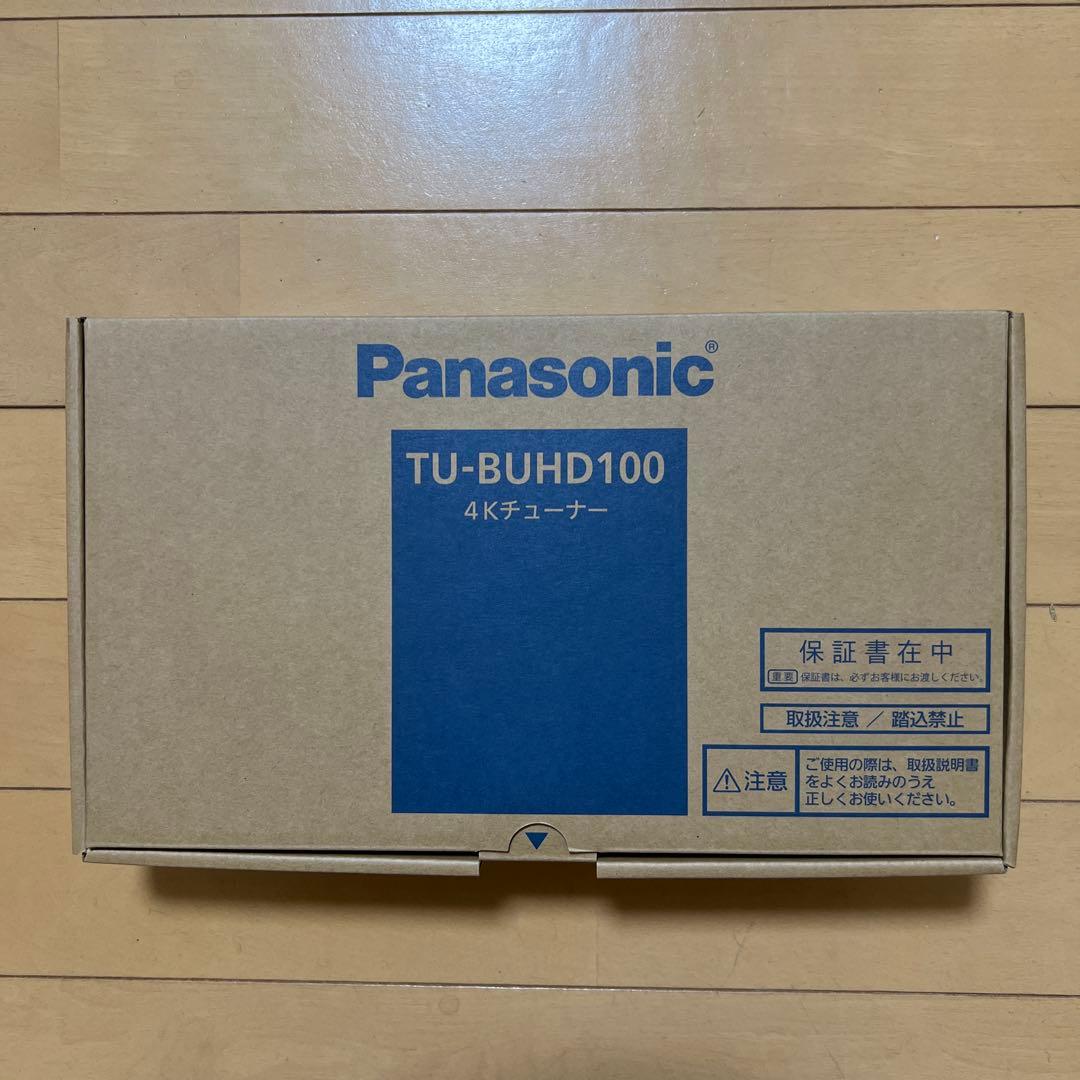 Panasonic®
TU-BUHD100
4Kチューナー
保証書在中
重要 保証書は、必ずお客様にお渡しください。
取扱注意 ／ 踏込禁止
⚠注意
ご使用の際は、取扱説明書
をよくお読みのうえ
正しくお使いください。